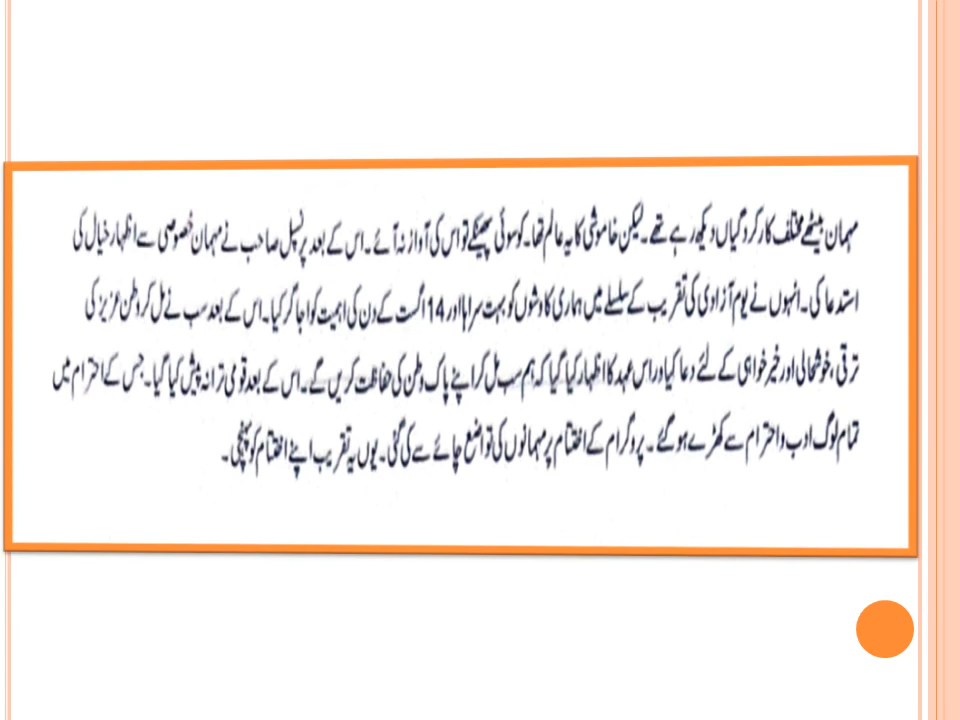 مہمان بیٹھے مختلف کارکردگیاں دیکھ رہے تھے۔ لیکن خاموشی کا یہ عالم تھا۔ کو سوئی پھینکے تو اس کی آواز نہ آئے۔ اس کے بعد پرنسپل صاحب نے مہمان خصوصی سے اظہار خیال کی
استدعا کی۔ انہوں نے یوم آزادی کی تقریب کے سلسلے میں ہماری کاوشوں کو بہت سراہا اور 14 اگست کے دن کی اہمیت کو اجاگر کیا۔ اس کے بعد سب نے مل کر وطن عزیز کی
ترقی، خوشحالی اور خیر خواہی کے لئے دعا کیا اور اس عہد کا اظہار کیا گیا کہ ہم سب مل کر اپنے پاک وطن کی حفاظت کریں گے۔ اس کے بعد قومی ترانہ پیش کیا گیا۔ جس کے احترام میں
تمام لوگ ادب و احترام سے کھڑے ہو گئے۔ پروگرام کے اختتام پر مہمانوں کی تواضع چائے سے کی گئی۔ یوں یہ تقریب اپنے اختتام کو پہنچی۔